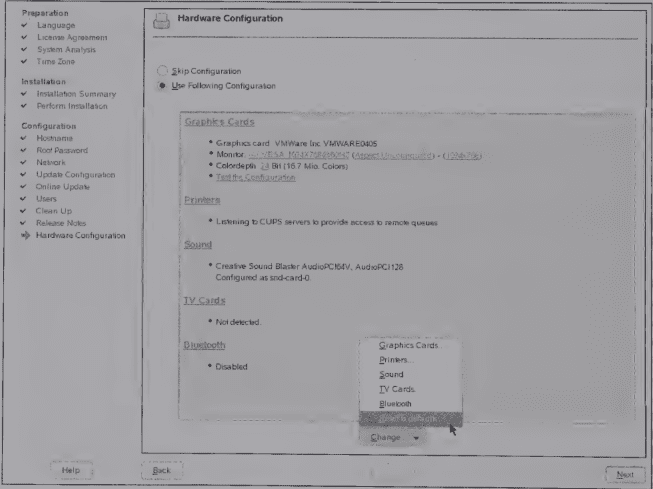 Preparation
Language
License Agreement
System Analysis
Time Zone
Installation
Installation Summary
Perform Installation
Configuration
Hostname
Root Password
Network
Update Configuration
Online Update
Users
Clean Up
Release Notes
Hardware Configuration
Hardware Configuration
Skip Configuration
Use Following Configuration
Graphics Cards
Graphics card VMWare Inc VMWARE0405
Monitor:
Colordepth 24 Bit (16.7 Mio. Colors)
Test the Configuration
Printers
Listening to CUPS servers to provide access to remote queues
Sound
Creative Sound Blaster AudioPCI64V, AudioPCI128
Configured as snd-card-0.
TV Cards
Not detected.
Bluetooth
Disabled
Graphics Cards
Printers...
Sound
TV Cards.
Bluetooth
Change...
Help
Back
Next